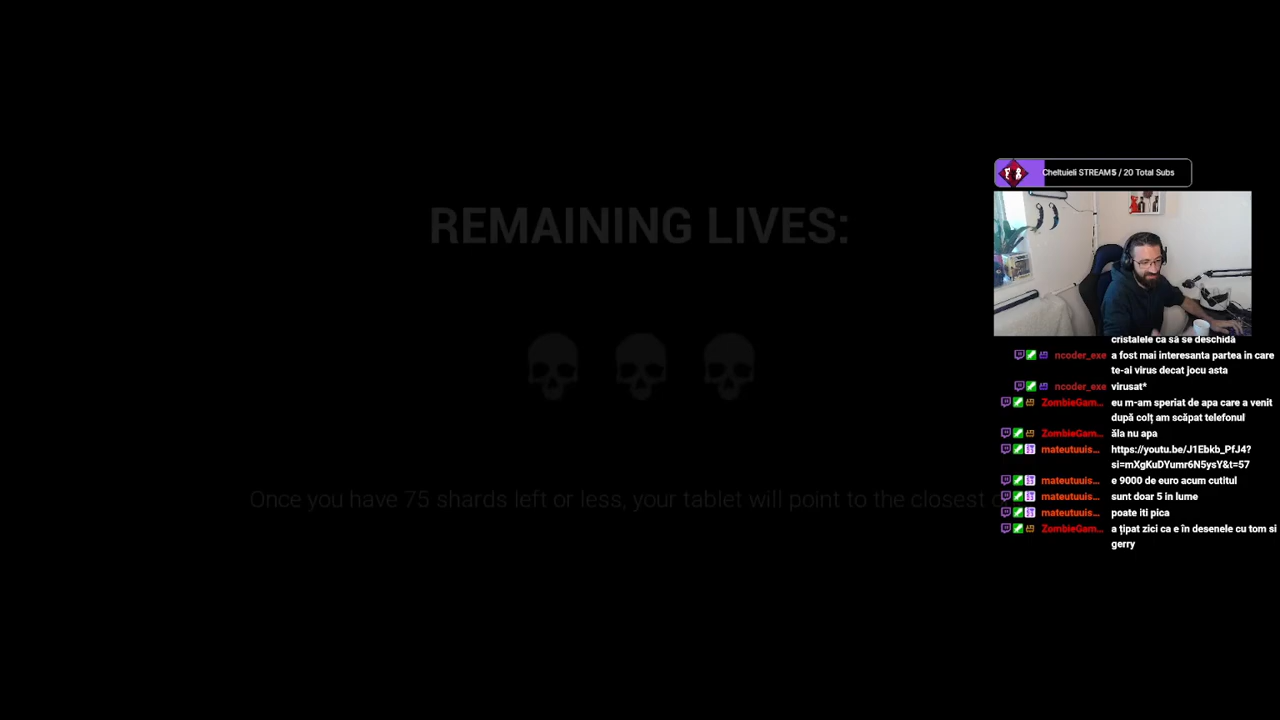 Cheltuieli STREAM 5 / 20 Total Subs
REMAINING LIVES:
Once you have 75 shards left or less, your tablet will point to the closest
cristalele ca să se deschidă
ncoder_exe a fost mai interesanta partea in care
te-ai virus decat jocu asta
ncoder_exe virusat*
ZombieGam... eu m-am speriat de apa care a venit
după colț am scăpat telefonul
ZombieGam... ăla nu apa
mateutuuis... https://youtu.be/J1Ebkb_PfJ4?
si=mXgKuDYumr6N5ysY&t=57
mateutuuis... e 9000 de euro acum cutitul
mateutuuis... sunt doar 5 in lume
mateutuuis... poate iti pica
ZombieGam... a țipat zici ca e în desenele cu tom si
gerry